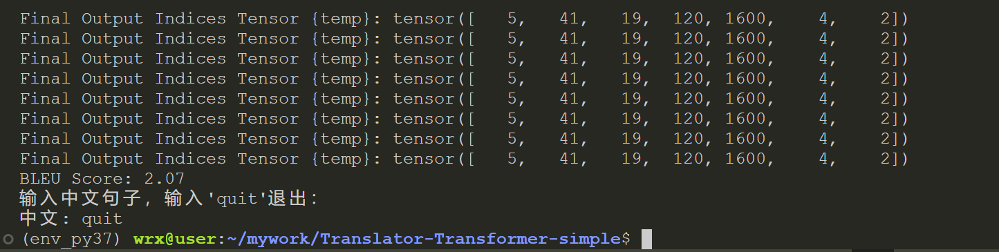 Final Output Indices Tensor {temp}: tensor([   5,   41,   19,  120, 1600,    4,    2])
Final Output Indices Tensor {temp}: tensor([   5,   41,   19,  120, 1600,    4,    2])
Final Output Indices Tensor {temp}: tensor([   5,   41,   19,  120, 1600,    4,    2])
Final Output Indices Tensor {temp}: tensor([   5,   41,   19,  120, 1600,    4,    2])
Final Output Indices Tensor {temp}: tensor([   5,   41,   19,  120, 1600,    4,    2])
Final Output Indices Tensor {temp}: tensor([   5,   41,   19,  120, 1600,    4,    2])
Final Output Indices Tensor {temp}: tensor([   5,   41,   19,  120, 1600,    4,    2])
Final Output Indices Tensor {temp}: tensor([   5,   41,   19,  120, 1600,    4,    2])
BLEU Score: 2.07
输入中文句子，输入'quit'退出：
中文: quit
(env_py37) wrx@user:~/mywork/Translator-Transformer-simple$